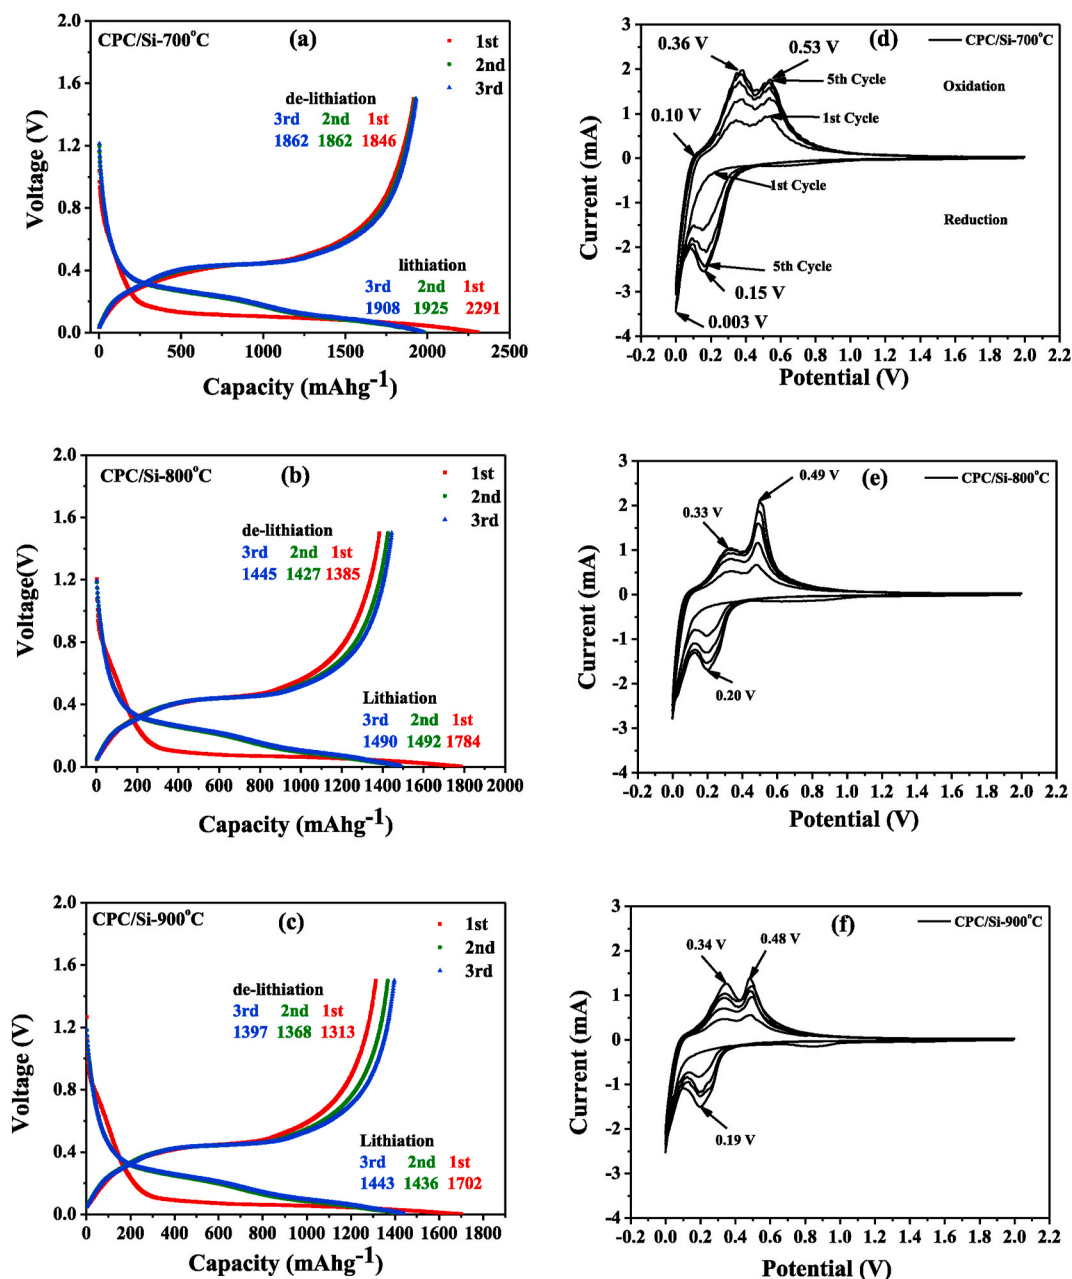 CPC/Si-700°C
(a)
1st
2nd
3rd
de-lithiation
3rd 2nd 1st
1862 1862 1846
lithiation
3rd 2nd 1st
1908 1925 2291
2.0
1.6
1.2
0.8
0.4
0.0
Voltage (V)
0 500 1000 1500 2000 2500
Capacity (mAhg-1)
(d)
CPC/Si-700°C
0.36 V
0.53 V
5th Cycle
Oxidation
0.10 V
1st Cycle
1st Cycle
Reduction
5th Cycle
0.15 V
0.003 V
3
2
1
0
-1
-2
-3
-4
Current (mA)
-0.2 0.0 0.2 0.4 0.6 0.8 1.0 1.2 1.4 1.6 1.8 2.0 2.2
Potential (V)
CPC/Si-800°C
(b)
1st
2nd
3rd
de-lithiation
3rd 2nd 1st
1445 1427 1385
Lithiation
3rd 2nd 1st
1490 1492 1784
2.0
1.6
1.2
0.8
0.4
0.0
Voltage(V)
0 200 400 600 800 1000 1200 1400 1600 1800 2000
Capacity (mAhg-1)
(e)
CPC/Si-800°C
0.49 V
0.33 V
0.20 V
3
2
1
0
-1
-2
-3
-4
Current (mA)
-0.2 0.0 0.2 0.4 0.6 0.8 1.0 1.2 1.4 1.6 1.8 2.0 2.2
Potential (V)
CPC/Si-900°C
(c)
1st
2nd
3rd
de-lithiation
3rd 2nd 1st
1397 1368 1313
Lithiation
3rd 2nd 1st
1443 1436 1702
2.0
1.6
1.2
0.8
0.4
0.0
Voltage (V)
0 200 400 600 800 1000 1200 1400 1600 1800
Capacity (mAhg-1)
(f)
CPC/Si-900°C
0.34 V
0.48 V
0.19 V
3
2
1
0
-1
-2
-3
-4
Current (mA)
-0.2 0.0 0.2 0.4 0.6 0.8 1.0 1.2 1.4 1.6 1.8 2.0 2.2
Potential (V)